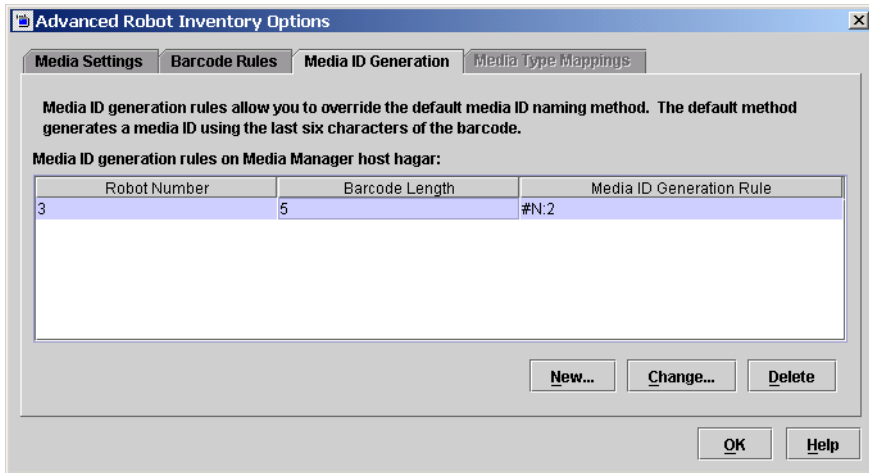 Advanced Robot Inventory Options
Media Settings Barcode Rules Media ID Generation Media Type Mappings
Media ID generation rules allow you to override the default media ID naming method. The default method
generates a media ID using the last six characters of the barcode.
Media ID generation rules on Media Manager host hagar:
Robot Number Barcode Length Media ID Generation Rule
3 5 #N:2
New... Change... Delete
OK Help